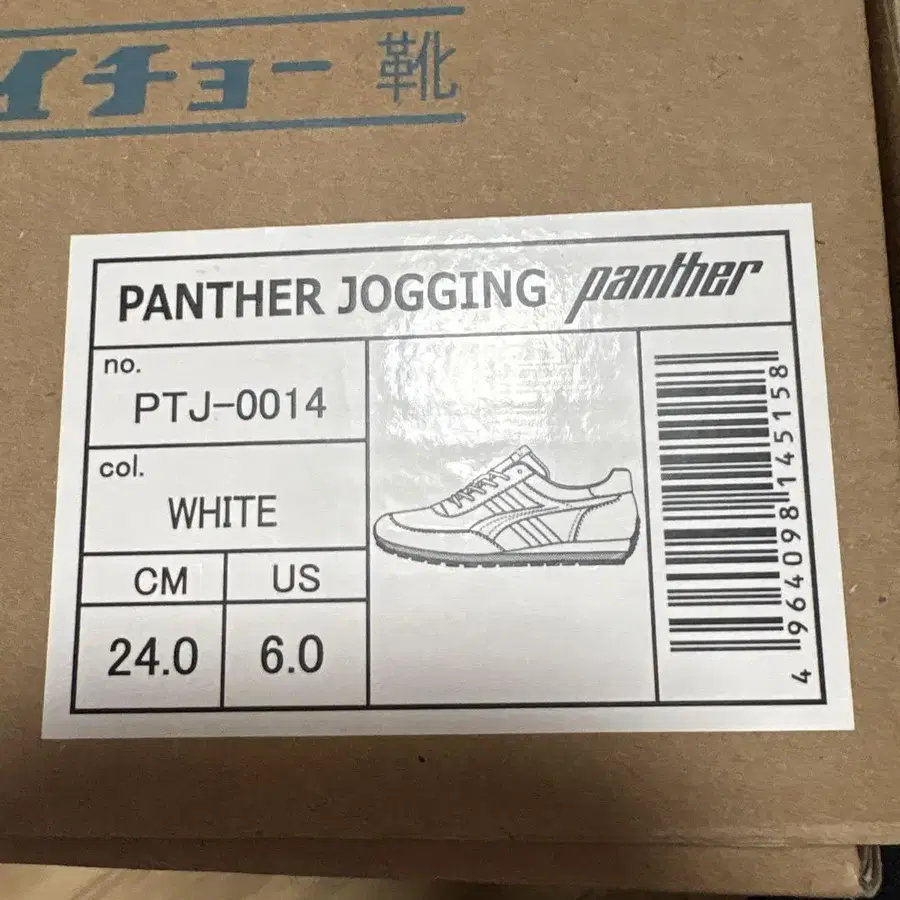 イチョー 靴
PANTHER JOGGING panther
no.
PTJ-0014
col.
WHITE
CM US
24.0 6.0
4 964098 145158